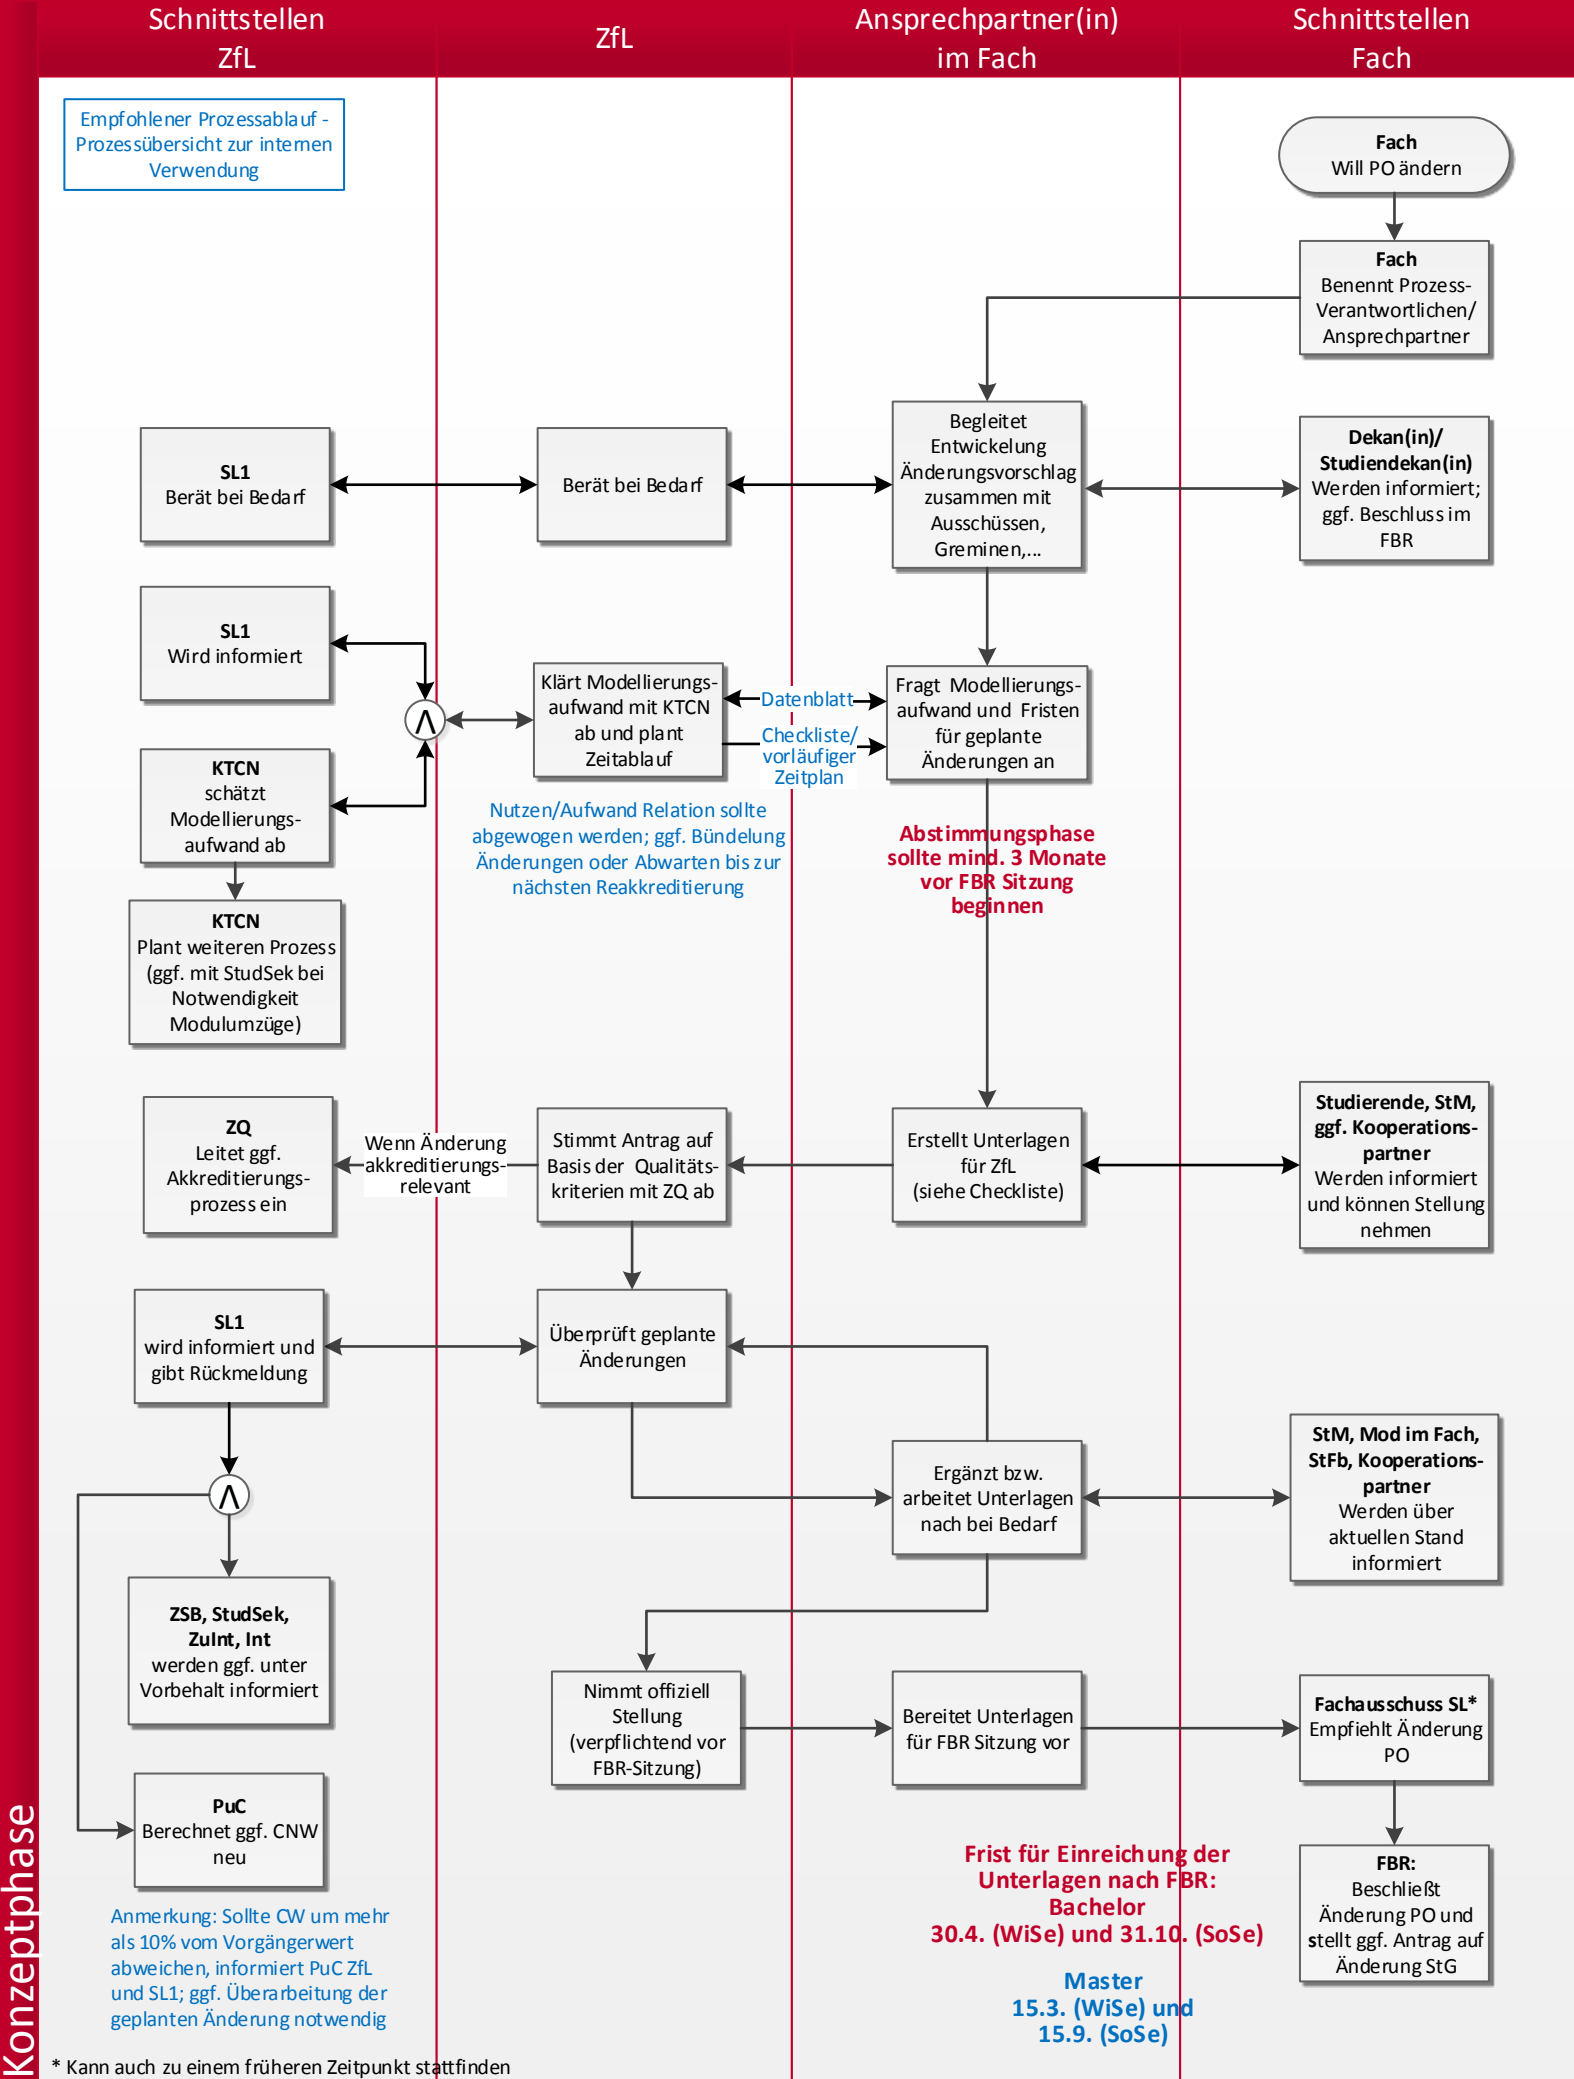 Schnittstellen
ZfL
ZfL
Ansprechpartner(in)
im Fach
Schnittstellen
Fach
Empfohlener Prozessablauf -
Prozessübersicht zur internen
Verwendung
Fach
Will PO ändern
Fach
Benennt Prozess-
Verantwortlichen/
Ansprechpartner
SL1
Berät bei Bedarf
Berät bei Bedarf
Begleitet
Entwickelung
Änderungsvorschlag
zusammen mit
Ausschüssen,
Greminen,...
Dekan(in)/
Studiendekan(in)
Werden informiert;
ggf. Beschluss im
FBR
SL1
Wird informiert
Λ
Klärt Modellierungs-
aufwand mit KTCN
ab und plant
Zeitablauf
Datenblatt
Checkliste/
vorläufiger
Zeitplan
Fragt Modellierungs-
aufwand und Fristen
für geplante
Änderungen an
KTCN
schätzt
Modellierungs-
aufwand ab
Nutzen/Aufwand Relation sollte
abgewogen werden; ggf. Bündelung
Änderungen oder Abwarten bis zur
nächsten Reakkreditierung
Abstimmungsphase
sollte mind. 3 Monate
vor FBR Sitzung
beginnen
KTCN
Plant weiteren Prozess
(ggf. mit StudSek bei
Notwendigkeit
Modulumzüge)
ZQ
Leitet ggf.
Akkreditierungs-
prozess ein
Wenn Änderung
akkreditierungs-
relevant
Stimmt Antrag auf
Basis der Qualitäts-
kriterien mit ZQ ab
Erstellt Unterlagen
für ZfL
(siehe Checkliste)
Studierende, StM,
ggf. Kooperations-
partner
Werden informiert
und können Stellung
nehmen
SL1
wird informiert und
gibt Rückmeldung
Überprüft geplante
Änderungen
Λ
Ergänzt bzw.
arbeitet Unterlagen
nach bei Bedarf
StM, Mod im Fach,
StFb, Kooperations-
partner
Werden über
aktuellen Stand
informiert
ZSB, StudSek,
ZuInt, Int
werden ggf. unter
Vorbehalt informiert
Nimmt offiziell
Stellung
(verpflichtend vor
FBR-Sitzung)
Bereitet Unterlagen
für FBR Sitzung vor
Fachausschuss SL*
Empfiehlt Änderung
PO
PuC
Berechnet ggf. CNW
neu
Frist für Einreichung der
Unterlagen nach FBR:
Bachelor
30.4. (WiSe) und 31.10. (SoSe)
Master
15.3. (WiSe) und
15.9. (SoSe)
FBR:
Beschließt
Änderung PO und
stellt ggf. Antrag auf
Änderung StG
Anmerkung: Sollte CW um mehr
als 10% vom Vorgängerwert
abweichen, informiert PuC ZfL
und SL1; ggf. Überarbeitung der
geplanten Änderung notwendig
Konzeptphase
* Kann auch zu einem früheren Zeitpunkt stattfinden